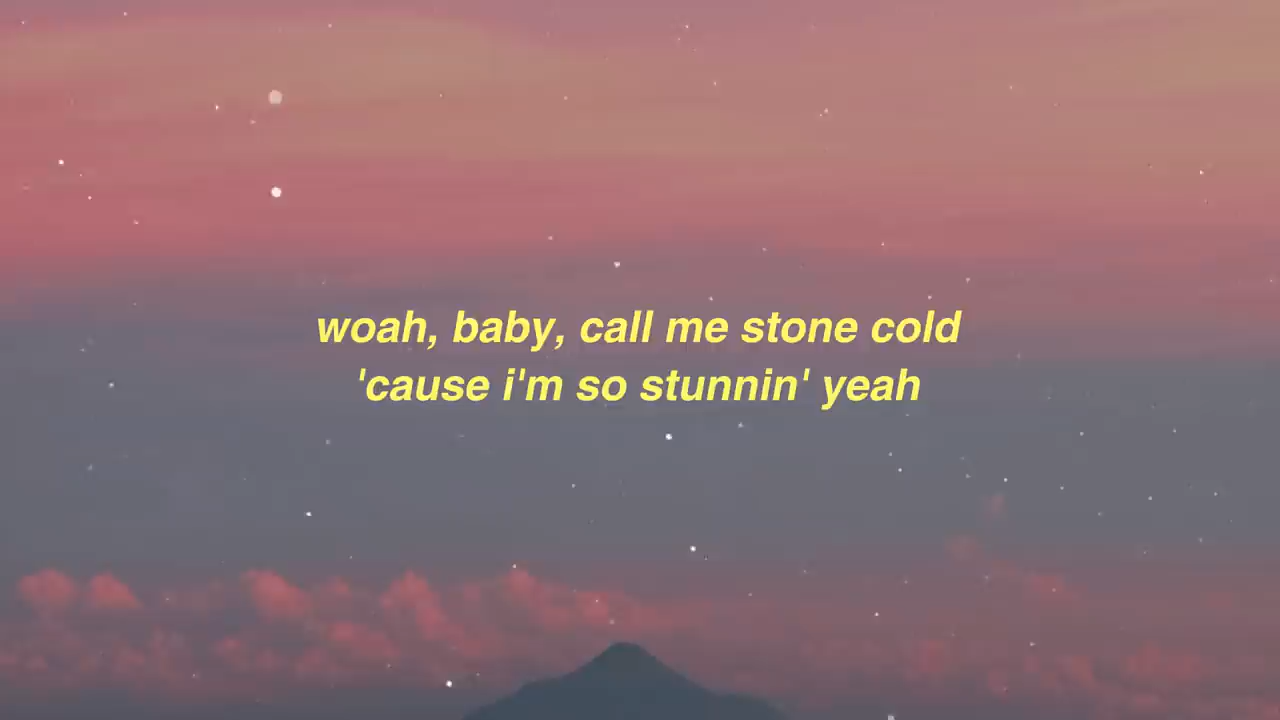 woah, baby, call me stone cold
'cause i'm so stunnin' yeah